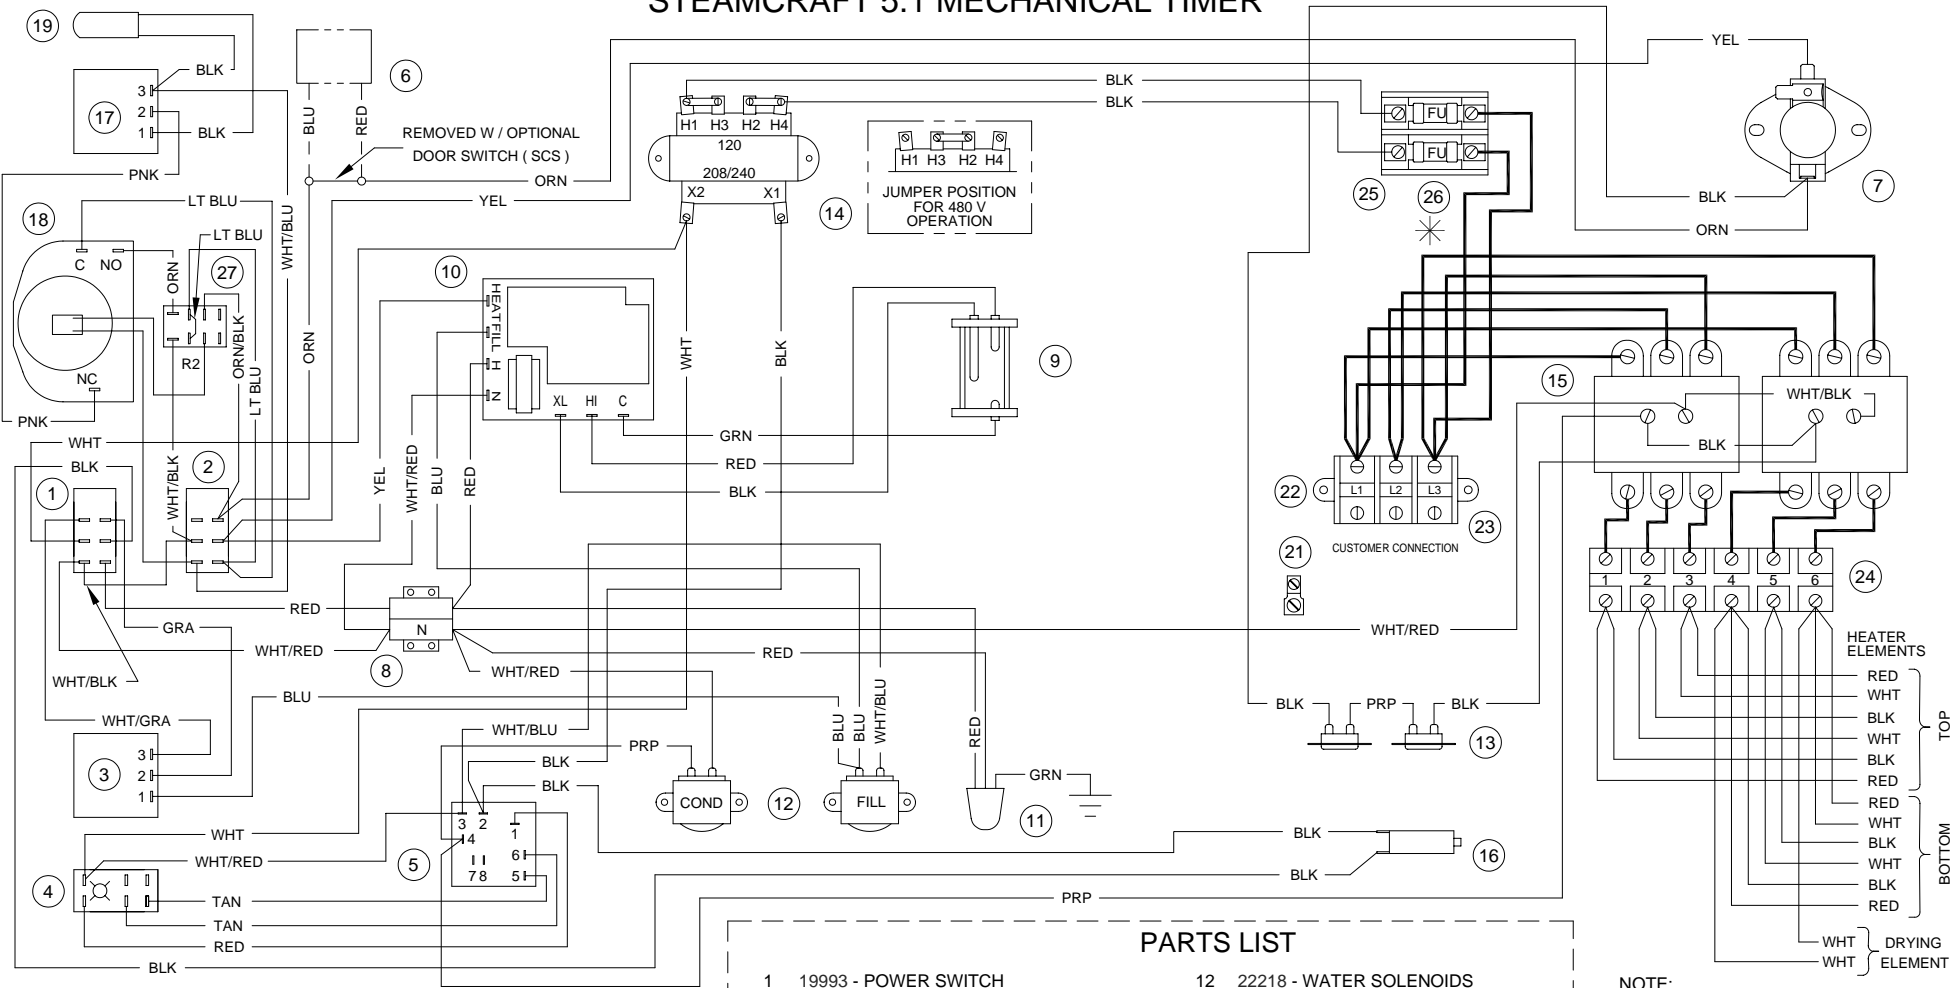 STEAMCRAFT 5.1 MECHANICAL TIMER
19
BLK
3
17
2
1
BLK
PNK
6
BLU
RED
REMOVED W / OPTIONAL
DOOR SWITCH ( SCS )
ORN
YEL
LT BLU
WHT/BLU
18
C NO
LT BLU
ORN
27
R2
ORN/BLK
LT BLU
ORN
NC
PNK
WHT
BLK
WHT/BLK
1
2
H1 H3 H2 H4
120
208/240
X2 X1
14
H1 H3 H2 H4
JUMPER POSITION
FOR 480 V
OPERATION
BLK
BLK
FU
FU
25
26
YEL
7
BLK
ORN
10
HEAT
FILL
H
N
XL HI C
WHT
BLK
9
GRN
RED
BLK
YEL
WHT/RED
BLU
RED
15
WHT/BLK
BLK
22
L1 L2 L3
23
CUSTOMER CONNECTION
21
1 2 3 4 5 6
24
RED
GRA
WHT/RED
WHT/BLK
N
8
WHT/RED
RED
WHT/RED
BLU
WHT/GRA
3
3
2
1
WHT/BLU
PRP
BLK
BLK
BLU
BLU
WHT/BLU
RED
COND
12
FILL
GRN
11
BLK
PRP
BLK
13
3 2 1
4
6
7 8 5
5
WHT
WHT/RED
4
TAN
TAN
RED
BLK
BLK
BLK
16
PRP
HEATER
ELEMENTS
RED
WHT
BLK
WHT
BLK
RED
TOP
RED
WHT
BLK
WHT
BLK
RED
BOTTOM
WHT
WHT
DRYING
ELEMENT
PARTS LIST
1 19993 - POWER SWITCH
12 22218 - WATER SOLENOIDS
NOTE: